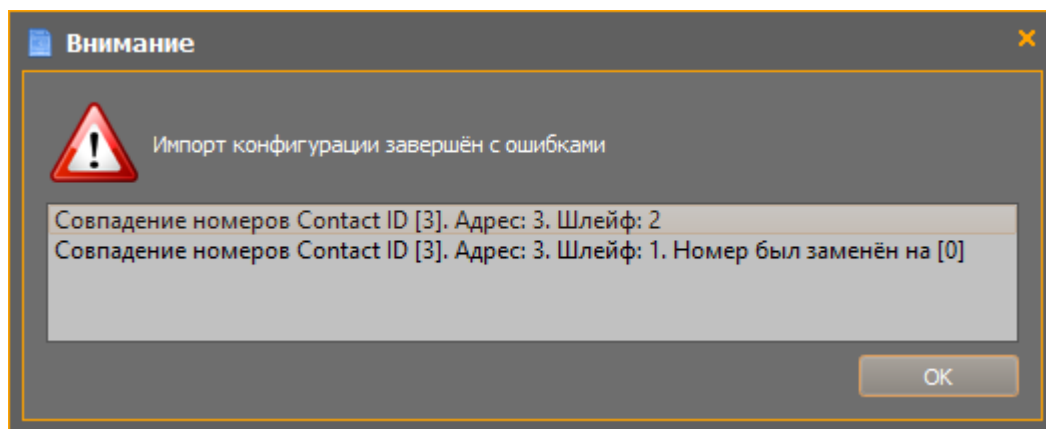 Внимание
Импорт конфигурации завершён с ошибками
Совпадение номеров Contact ID [3]. Адрес: 3. Шлейф: 2
Совпадение номеров Contact ID [3]. Адрес: 3. Шлейф: 1. Номер был заменён на [0]
OK